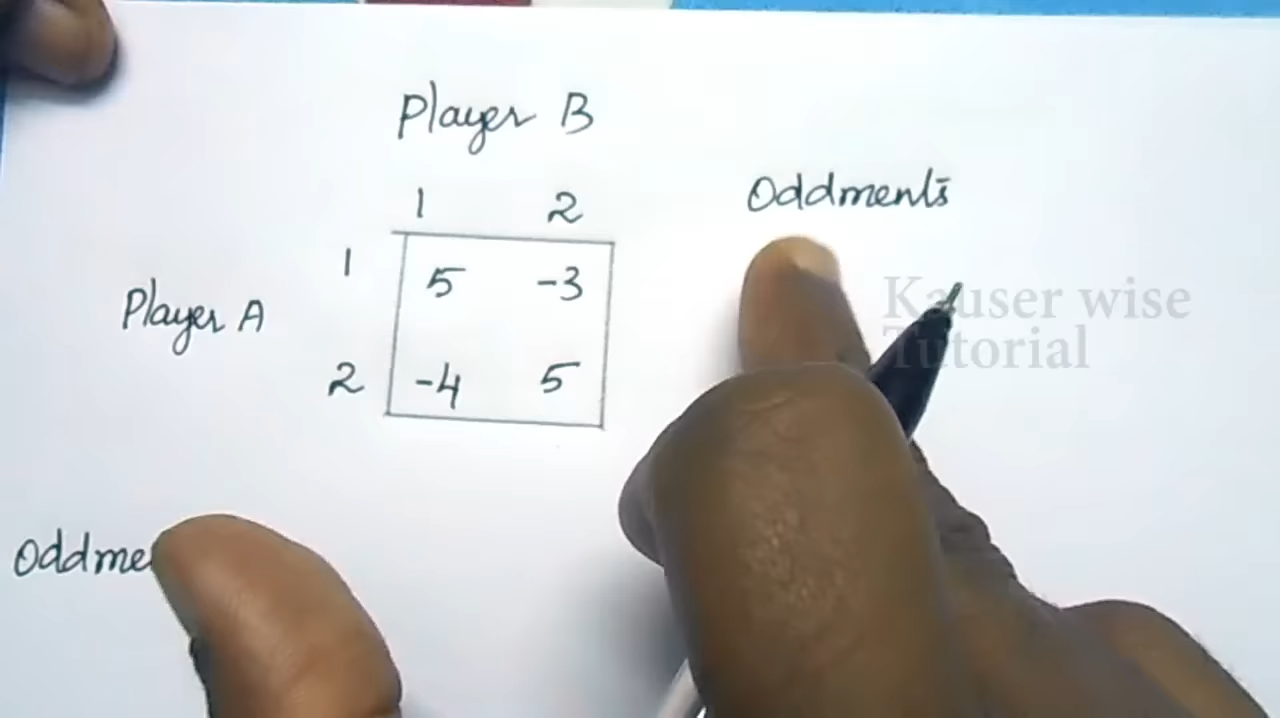 Player B
Oddments
1 2
1 5 -3
Player A
2 -4 5
Kauser wise
Tutorial